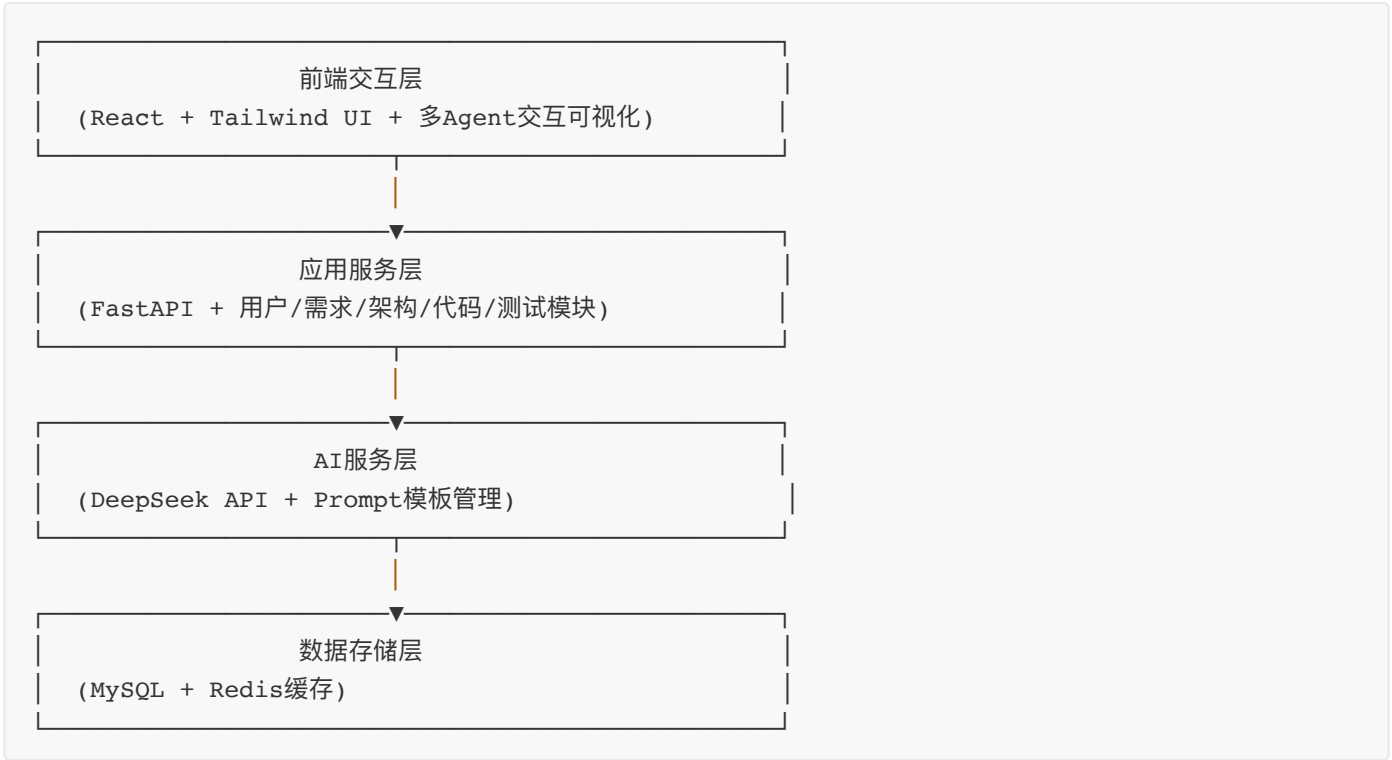 前端交互层
(React + Tailwind UI + 多Agent交互可视化)
应用服务层
(FastAPI + 用户/需求/架构/代码/测试模块)
AI服务层
(DeepSeek API + Prompt模板管理)
数据存储层
(MySQL + Redis缓存)